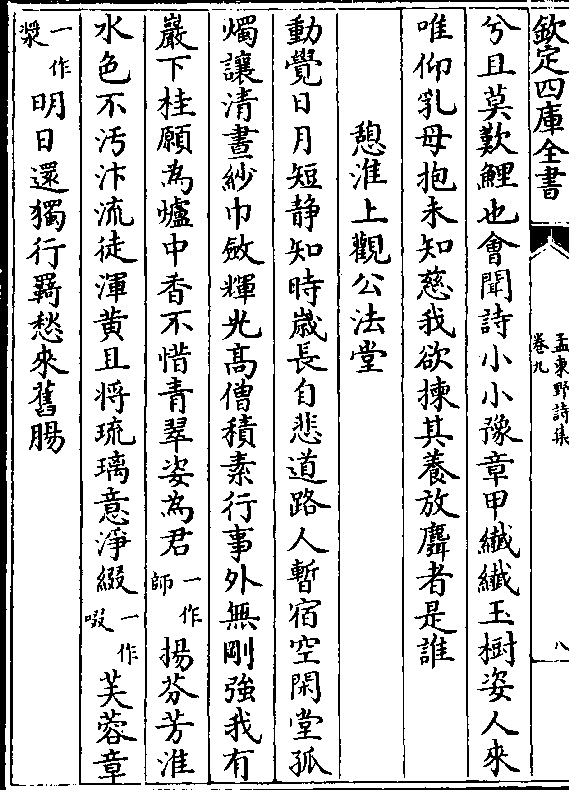 欽定四庫全書
孟東野詩集
卷九
八
兮且莫歎鯉也會聞詩小小豫章甲纖纖玉樹姿人來
唯仰乳母抱未知慈我欲揀其養放麛者是誰
憩淮上觀公法堂
動覺日月短静知時歲長自悲道路人暫宿空閑堂孤
燭讓清晝紗巾斂輝光髙僧積素行事外無剛強我有
巖下桂願為爐中香不惜青翠姿為君一作師揚芬芳淮
水色不汚汴流徒渾黄且将琉璃意淨綴一作啜芙蓉章
一作漿明日還獨行羇愁來舊腸